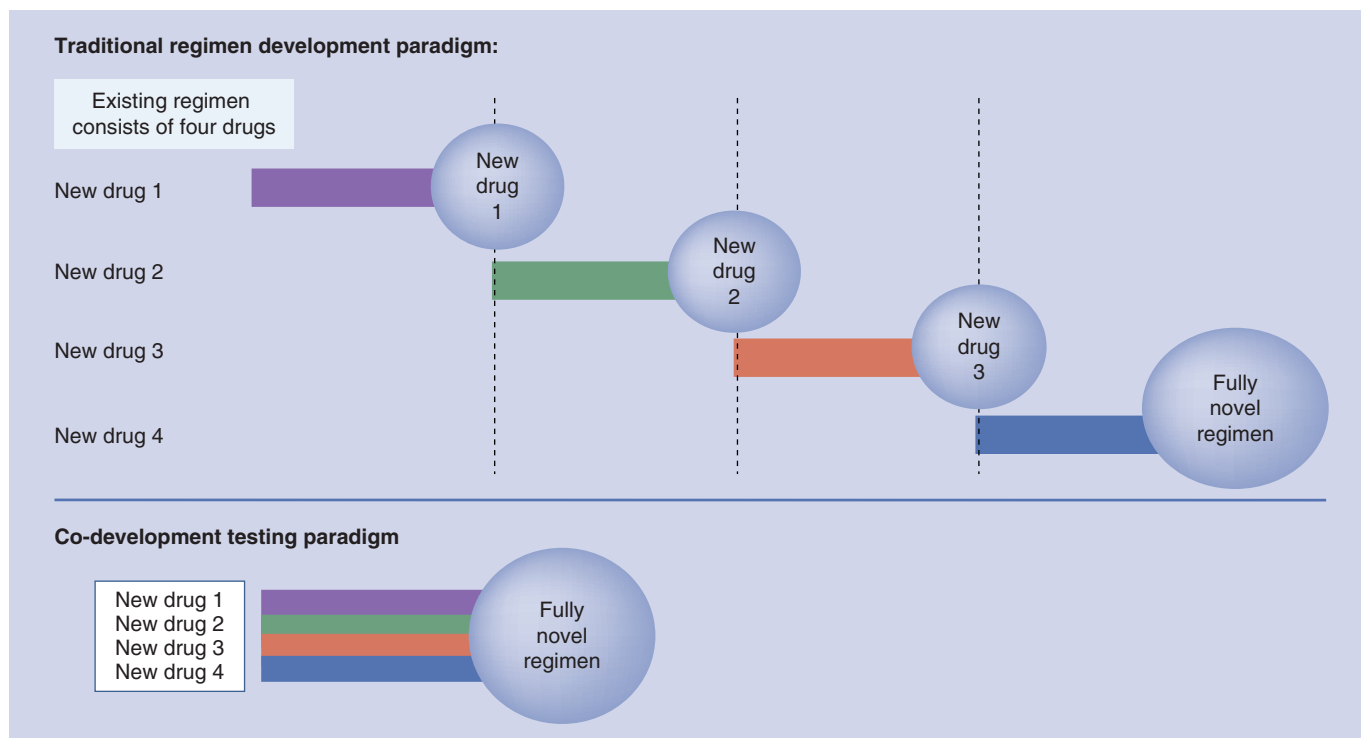 Traditional regimen development paradigm:
Existing regimen
consists of four drugs
New drug 1
New
drug
1
New drug 2
New
drug
2
New drug 3
New
drug
3
New drug 4
Fully
novel
regimen
Co-development testing paradigm
New drug 1
New drug 2
New drug 3
New drug 4
Fully
novel
regimen